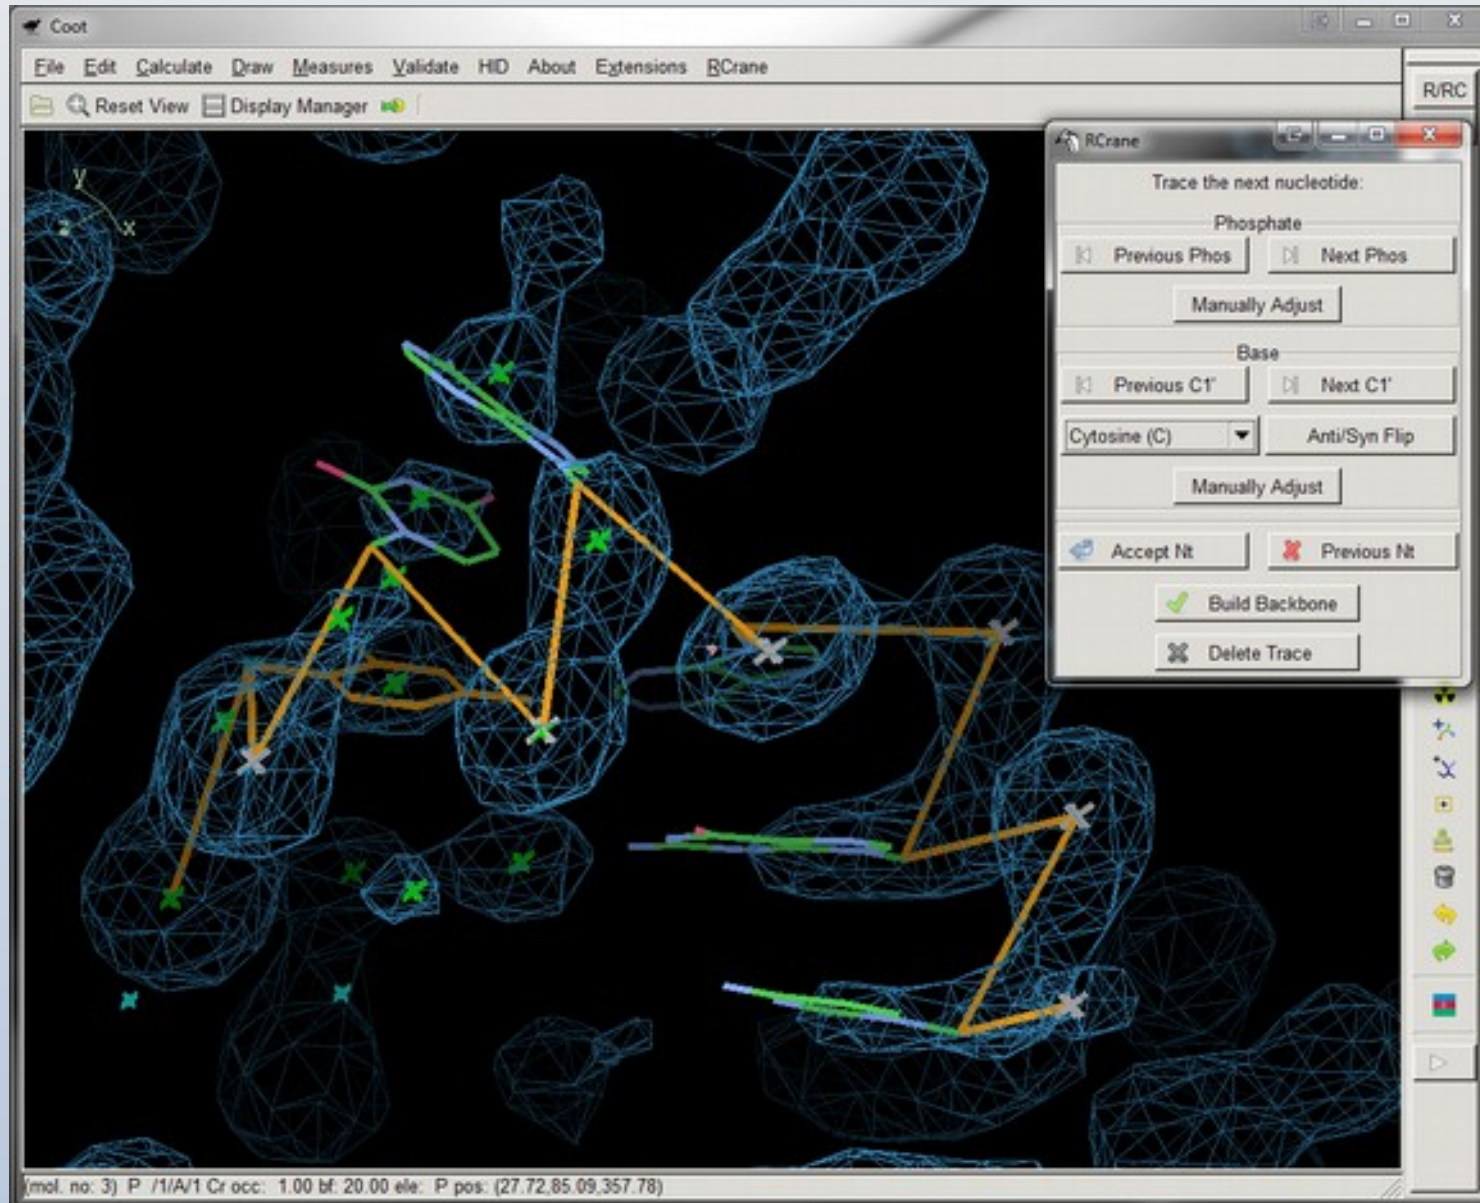 Coot
File Edit Calculate Draw Measures Validate HID About Extensions RCrane
Reset View Display Manager
R/RC
y
z x
RCrane
Trace the next nucleotide:
Phosphate
Previous Phos Next Phos
Manually Adjust
Base
Previous C1' Next C1'
Cytosine (C) Anti/Syn Flip
Manually Adjust
Accept Nt Previous Nt
Build Backbone
Delete Trace
(mol. no: 3) P /1/A/1 Cr occ: 1.00 bf: 20.00 ele: P pos: (27.72,85.09,357.78)